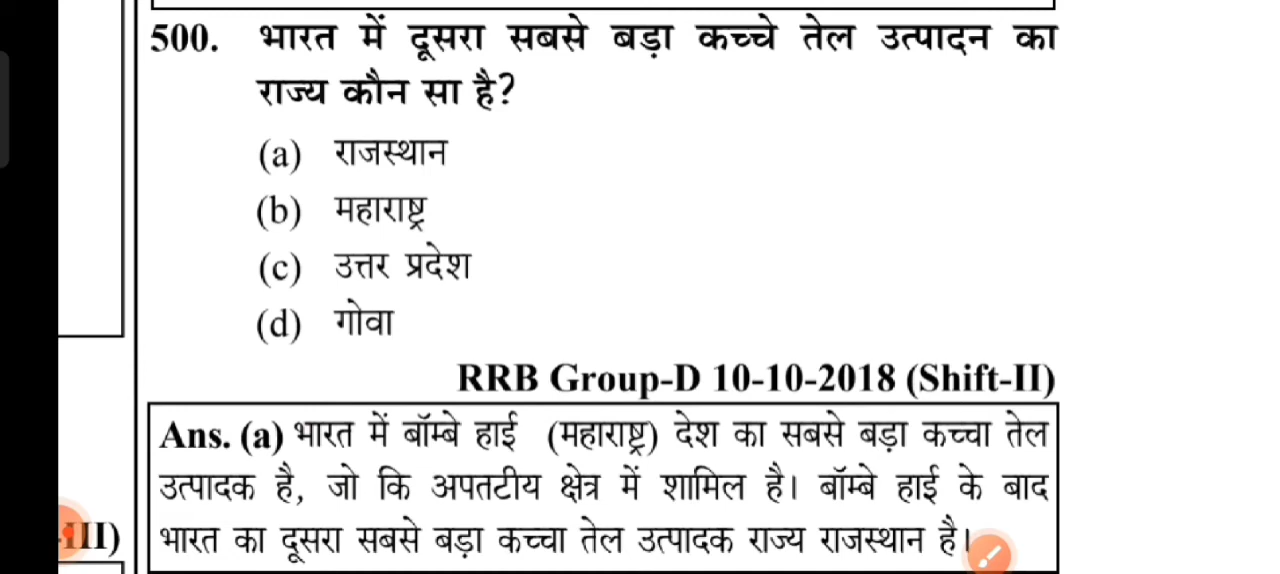 500. भारत में दूसरा सबसे बड़ा कच्चे तेल उत्पादन का
राज्य कौन सा है?
(a) राजस्थान
(b) महाराष्ट्र
(c) उत्तर प्रदेश
(d) गोवा
RRB Group-D 10-10-2018 (Shift-II)
Ans. (a) भारत में बॉम्बे हाई (महाराष्ट्र) देश का सबसे बड़ा कच्चा तेल
उत्पादक है, जो कि अपतटीय क्षेत्र में शामिल है। बॉम्बे हाई के बाद
भारत का दूसरा सबसे बड़ा कच्चा तेल उत्पादक राज्य राजस्थान है।